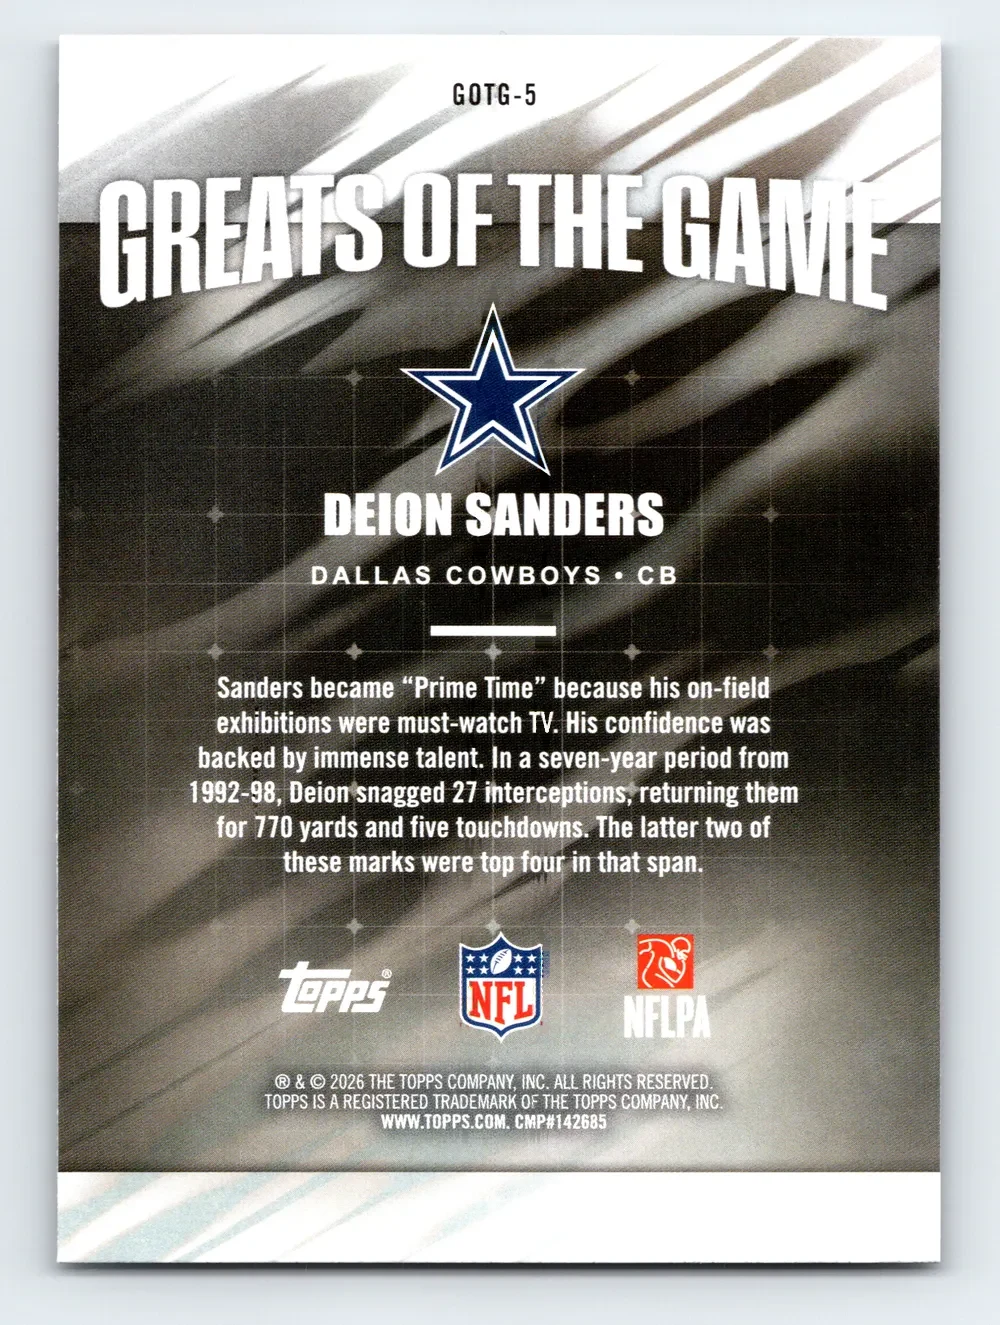 GOTG-5
GREATS OF THE GAME
DEION SANDERS
DALLAS COWBOYS • CB
Sanders became “Prime Time” because his on-field
exhibitions were must-watch TV. His confidence was
backed by immense talent. In a seven-year period from
1992-98, Deion snagged 27 interceptions, returning them
for 770 yards and five touchdowns. The latter two of
these marks were top four in that span.
Topps®
NFL
NFLPA
® & © 2026 THE TOPPS COMPANY, INC. ALL RIGHTS RESERVED.
TOPPS IS A REGISTERED TRADEMARK OF THE TOPPS COMPANY, INC.
WWW.TOPPS.COM. CMP#142685